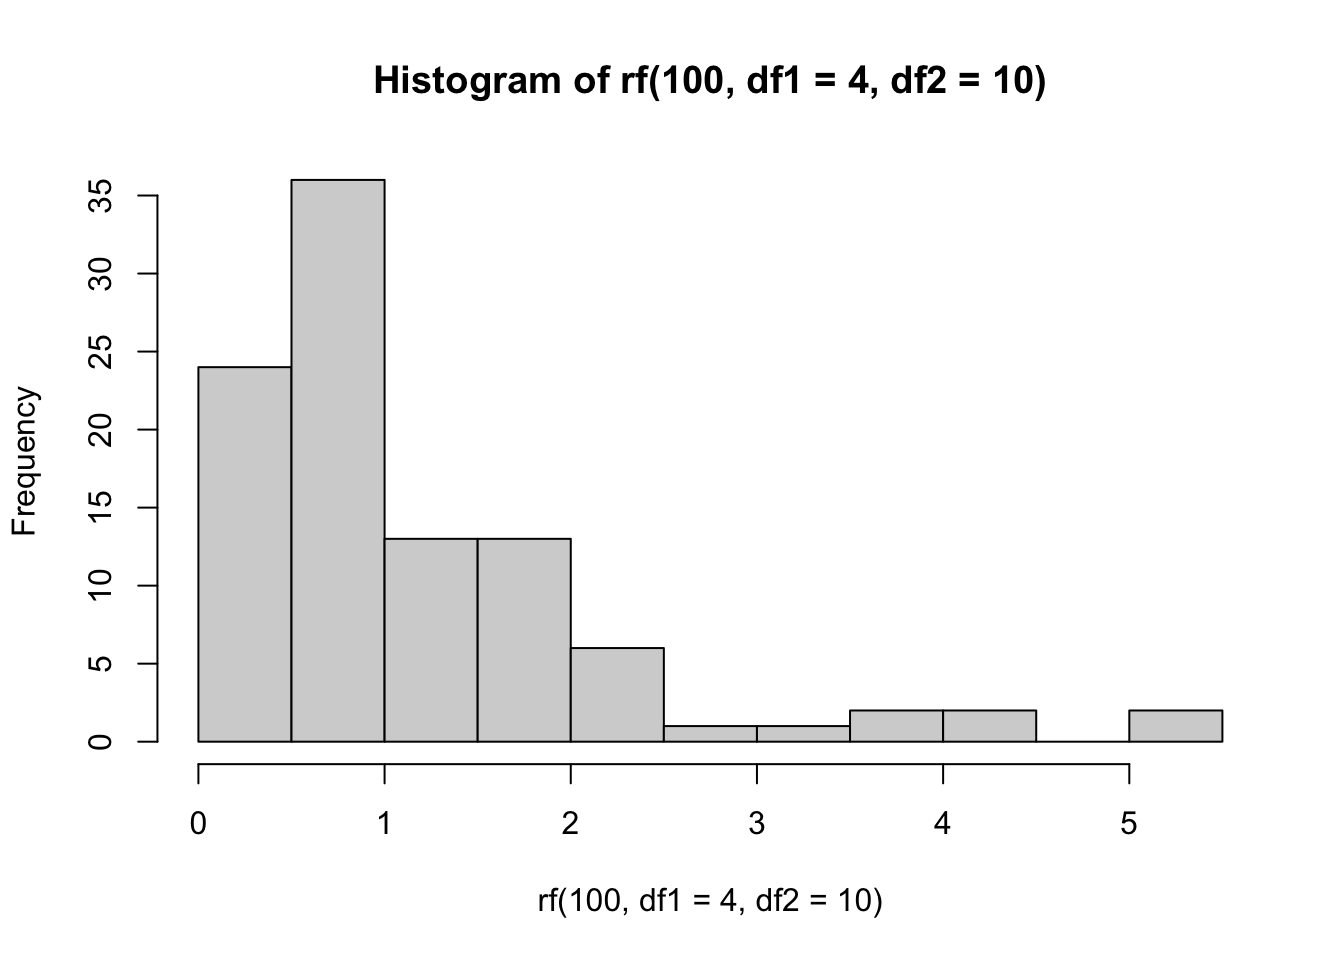 Histogram of rf(100, df1 = 4, df2 = 10)
Frequency
35
30
25
20
15
10
5
0
0 1 2 3 4 5
rf(100, df1 = 4, df2 = 10)